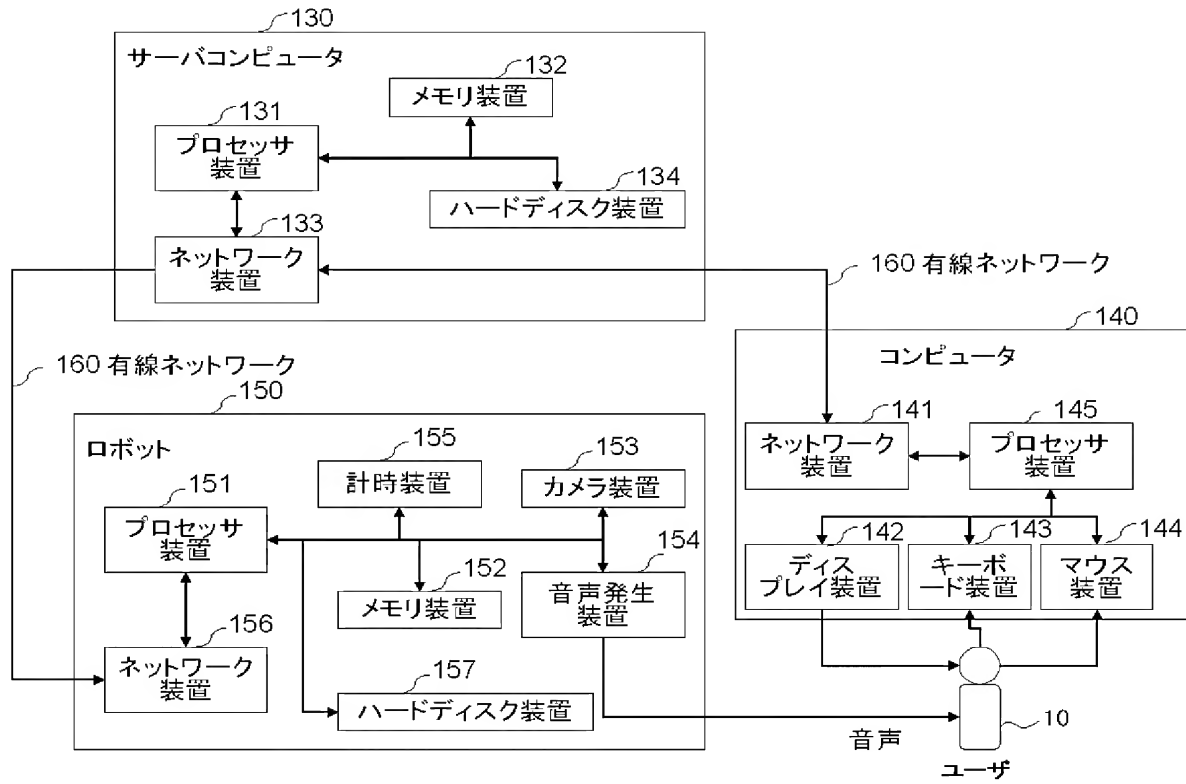 130
サーバコンピュータ
132
メモリ装置
131
プロセッサ
装置
134
ハードディスク装置
133
ネットワーク
装置
160 有線ネットワーク
140
コンピュータ
160 有線ネットワーク
150
ロボット
141
ネットワーク
装置
145
プロセッサ
装置
155
計時装置
153
カメラ装置
151
プロセッサ
装置
142
ディス
プレイ装置
143
キーボ
ード装置
144
マウス
装置
152
メモリ装置
154
音声発生
装置
156
ネットワーク
装置
157
ハードディスク装置
音声
10
ユーザ